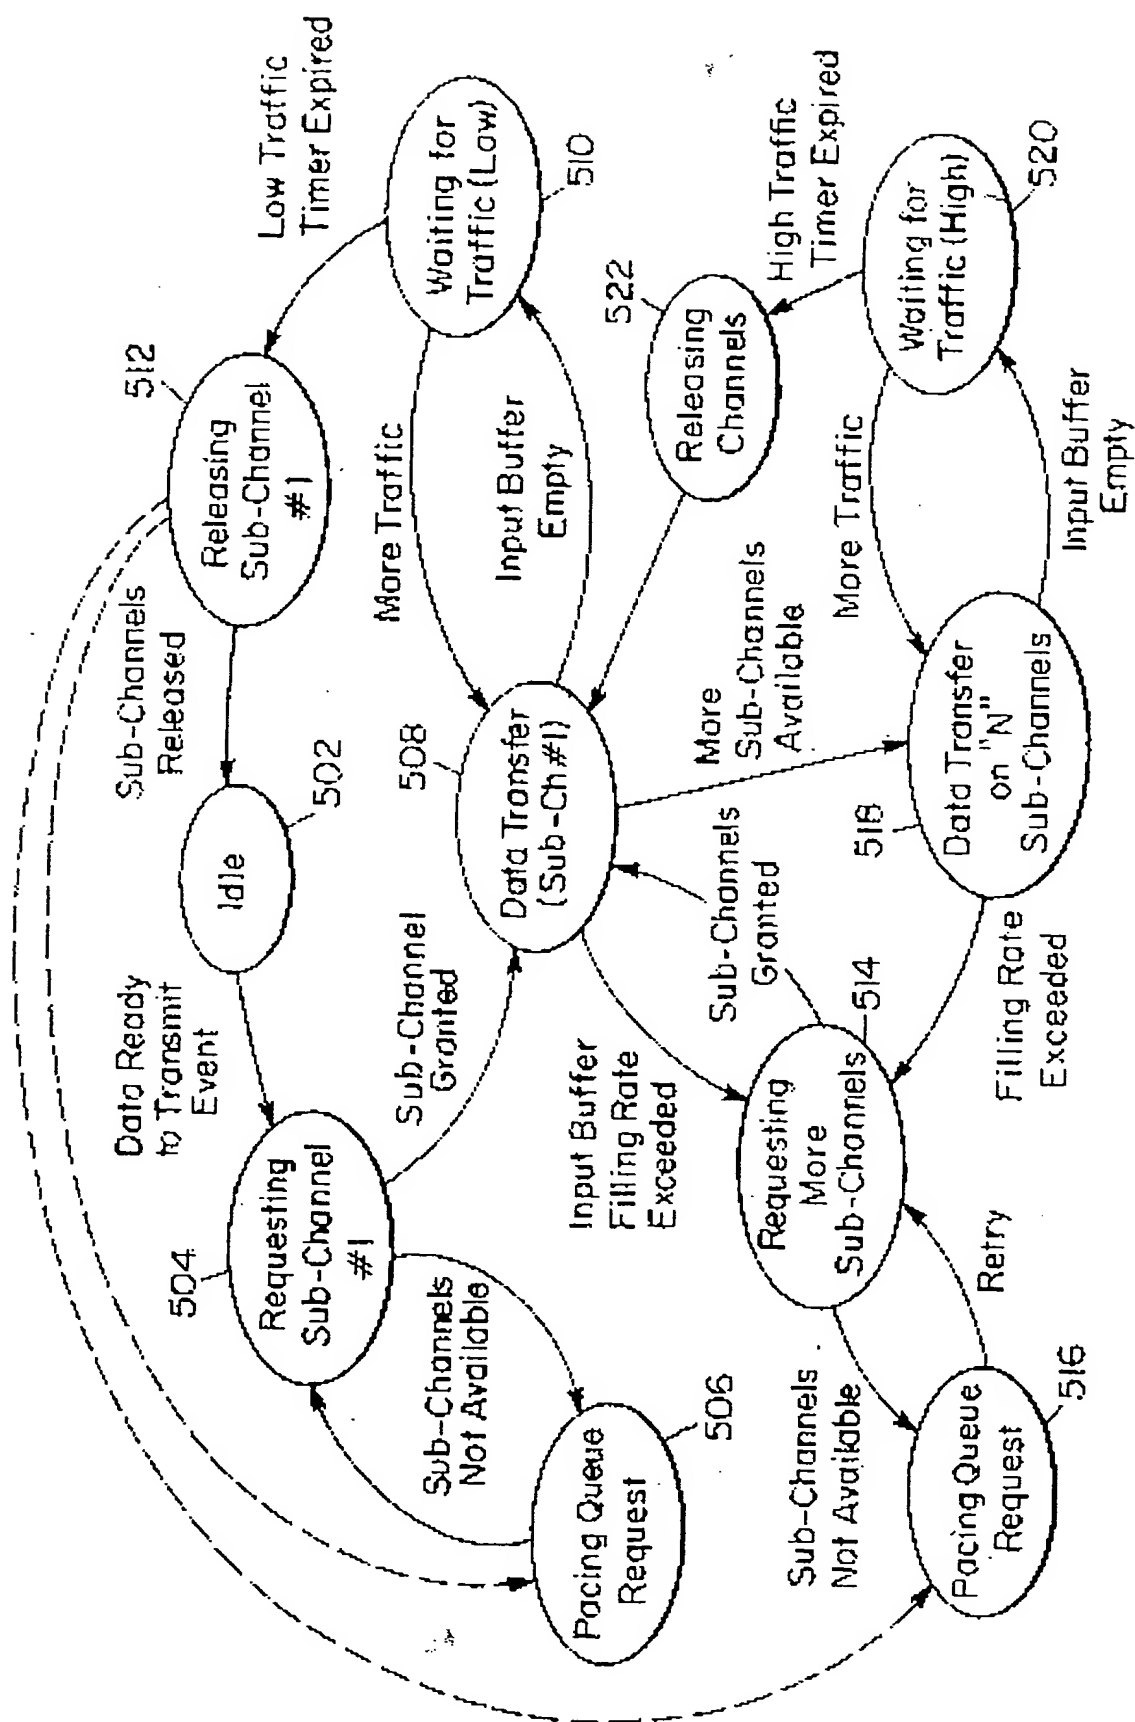 Data Ready
to Transmit
Event
Sub-Channels
Released
Low Traffic
Timer Expired
504
Requesting
Sub-Channel
#1
Idle
502
512
Releasing
Sub-Channel
#1
Waiting for
Traffic (Low)
510
Sub-Channel
Granted
More Traffic
Sub-Channels
Not Available
508
Data Transfer
(Sub-Ch#1)
Input Buffer
Empty
Pacing Queue
Request
506
Input Buffer
Filling Rate
Exceeded
522
Releasing
Channels
High Traffic
Timer Expired
Sub-Channels
Granted
More
Sub-Channels
Available
Requesting
More
Sub-Channels
514
Sub-Channels
Not Available
518
More Traffic
Waiting for
Traffic (High)
520
Pacing Queue
Request
516
Retry
Filling Rate
Exceeded
Data Transfer
on "N"
Sub-Channels
Input Buffer
Empty